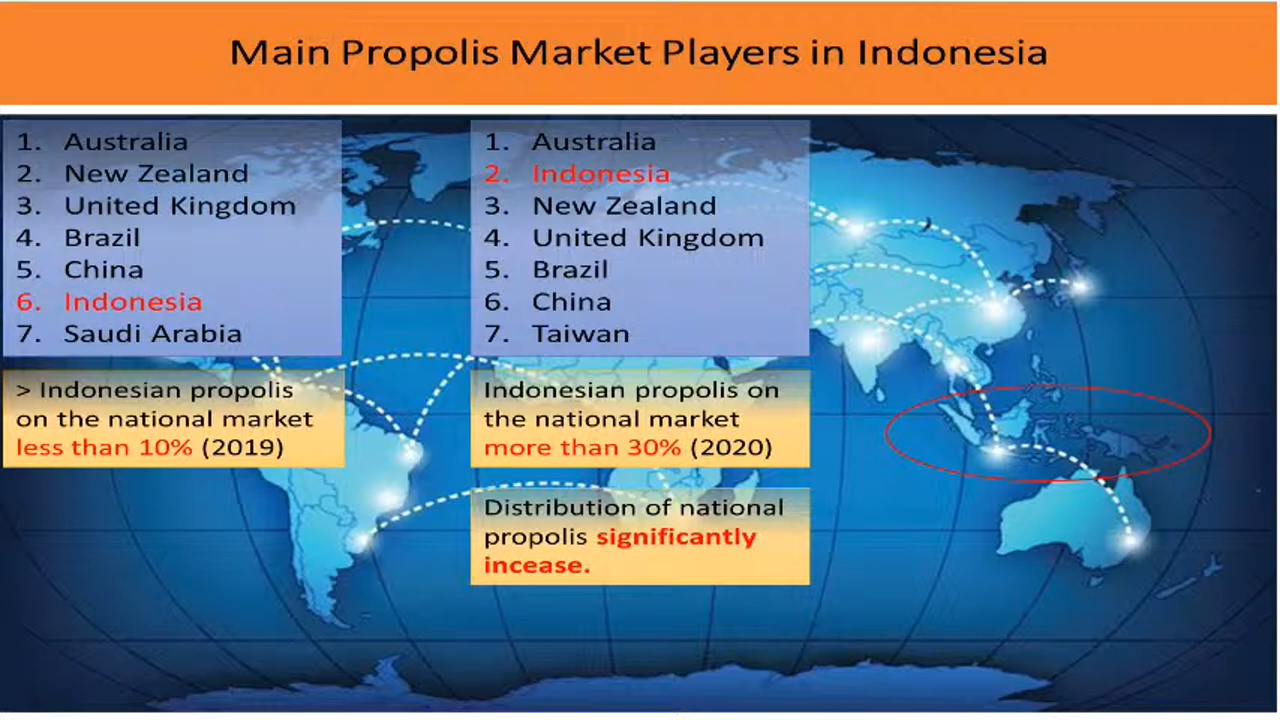 Main Propolis Market Players in Indonesia
1. Australia
2. New Zealand
3. United Kingdom
4. Brazil
5. China
6. Indonesia
7. Saudi Arabia
> Indonesian propolis
on the national market
less than 10% (2019)
1. Australia
2. Indonesia
3. New Zealand
4. United Kingdom
5. Brazil
6. China
7. Taiwan
Indonesian propolis on
the national market
more than 30% (2020)
Distribution of national
propolis significantly
incease.